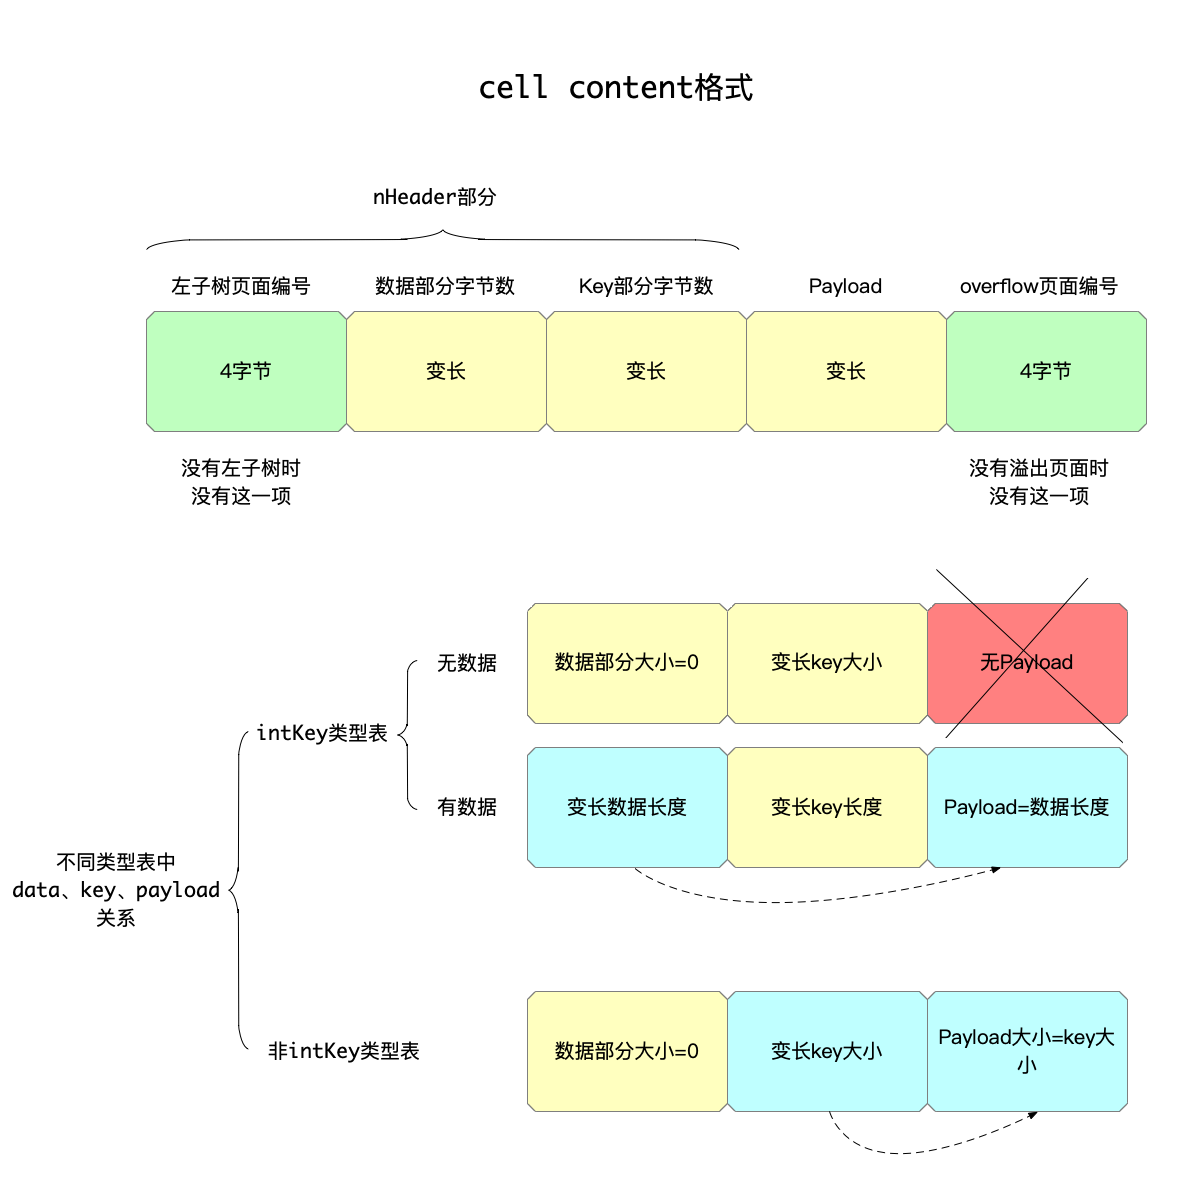 cell content格式
nHeader部分
左子树页面编号
数据部分字节数
Key部分字节数
Payload
overflow页面编号
4字节
变长
变长
变长
4字节
没有左子树时
没有这一项
没有溢出页面时
没有这一项
无数据
数据部分大小=0
变长key大小
无Payload
intKey类型表
有数据
变长数据长度
变长key长度
Payload=数据长度
不同类型表中
data、key、payload
关系
非intKey类型表
数据部分大小=0
变长key大小
Payload大小=key大
小